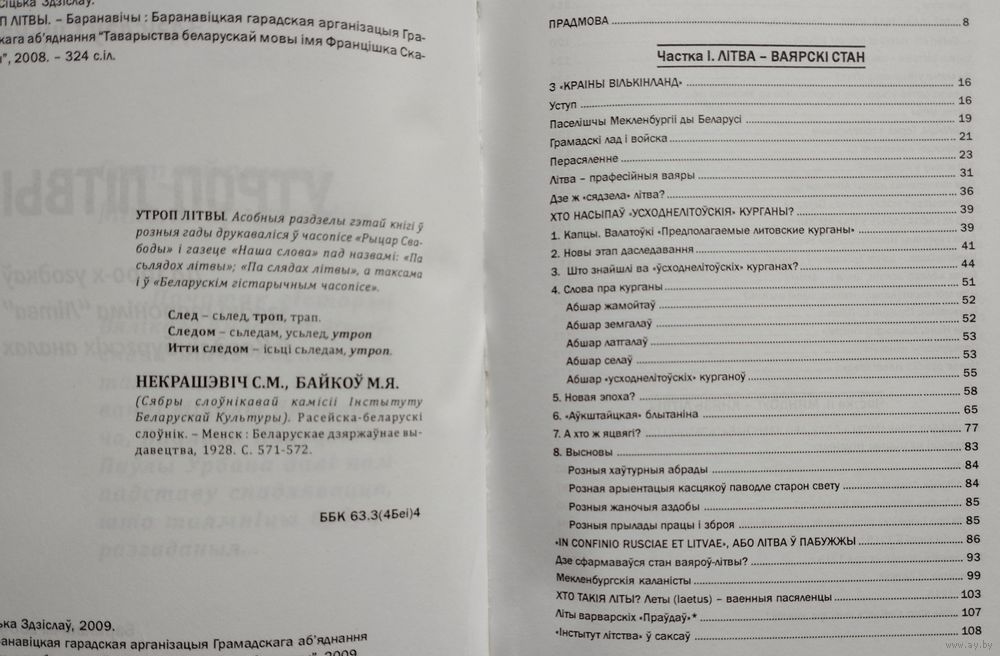 сіцька Здзіслаў.
П ЛІТВЫ. – Баранавічы : Баранавіцкая гарадская арганізацыя Гра-
скага аб'яднання “Таварыства беларускай мовы імя Францішка Ска-
", 2008. – 324 с.іл.
УТРОП ЛІТВЫ. Асобныя раздзелы гэтай кнігі ў
розныя гады друкаваліся ў часопісе «Рыцар Сва-
боды» і газеце «Наша слова» пад назвамі: «Па
сьлядох літвы»; «Па слядах літвы», а таксама
і ў «Беларускім гістарычным часопісе».
След – сьлед, троп, трап.
Следом – сьледам, усьлед, утроп
Итти следом – ісьці сьледам, утроп.
НЕКРАШЭВІЧ С.М., БАЙКОЎ М.Я.
(Сябры слоўнікавай камісіі Інстытуту
Беларускай Культуры). Расейска-беларускі
слоўнік. – Менск : Беларускае дзяржаўнае вы-
давецтва, 1928. С. 571-572.
ББК 63.3(4Беі)4
ька Здзіслаў, 2009.
ранавіцкая гарадская арганізацыя Грамадскага аб'яднання
ПРАДМОВА 8
Частка І. ЛІТВА – ВАЯРСКІ СТАН
З «КРАІНЫ ВІЛЬКІНЛАНД» 16
Уступ 16
Паселішчы Мекленбургіі ды Беларусі 19
Грамадскі лад і войска 21
Перасяленне 23
Літва – прафесійныя ваяры 31
Дзе ж «сядзела» літва? 36
ХТО НАСЫПАЎ «УСХОДНЕЛІТОЎСКІЯ» КУРГАНЫ? 39
1. Капцы. Валатоўкі «Предполагаемые литовские курганы» 39
2. Новы этап даследавання 41
3. Што знайшлі ва «ўсходнелітоўскіх» курганах? 44
4. Слова пра курганы 51
Абшар жамойтаў 52
Абшар земгалаў 52
Абшар латгалаў 53
Абшар селаў 53
Абшар «усходнелітоўскіх» курганоў 55
5. Новая эпоха? 58
6. «Аўкштайцкая» блытаніна 65
7. А хто ж яцвягі? 77
8. Высновы 83
Розныя хаўтурныя абрады 84
Розная арыентацыя касцякоў паводле старон свету 84
Розныя жаночыя аздобы 85
Розныя прылады працы і зброя 85
«IN CONFINIO RUSCIAE ET LITVAE», АБО ЛІТВА Ў ПАБУЖЖЫ 86
Дзе сфармаваўся стан ваяроў-літвы? 93
Мекленбургскія каланісты 99
ХТО ТАКІЯ ЛІТЫ? Леты (laetus) – ваенныя пасяленцы 103
Літы варварскіх «Праўдаў»* 107
«Інстытут літства» ў саксаў 108
www.ay.by